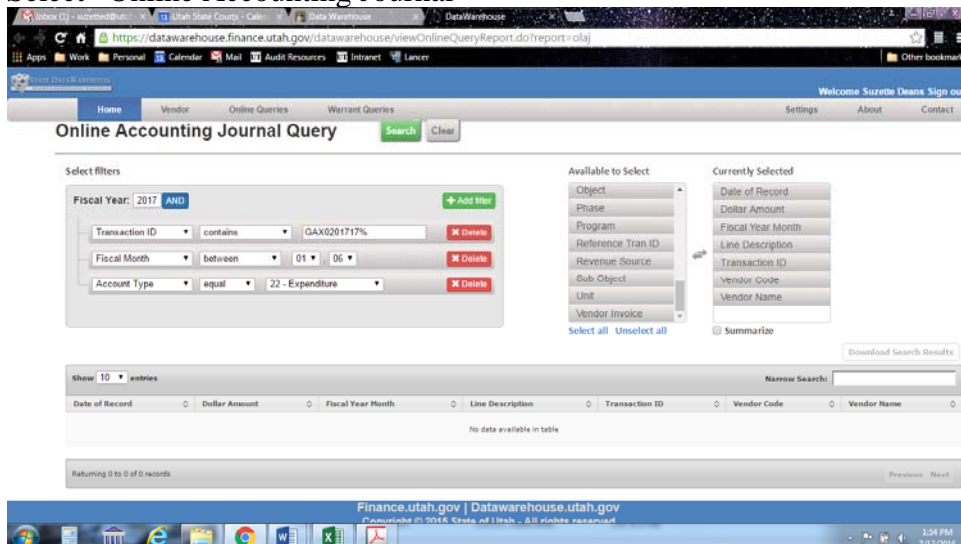 Select "Online Accounting Journal"
Utah State Courts - Cale
Data Warehouse
DataWarehouse
https://datawarehouse.finance.utah.gov/datawarehouse/viewOnlineQueryReport.do?report=olaj
Apps Work Personal Calendar Mail Audit Resources Intranet Lancer Other bookmar
Welcome Suzette Deans Sign ou
Home Vendor Online Queries Warrant Queries Settings About Contact
Online Accounting Journal Query Search Clear
Select filters
Available to Select
Currently Selected
Fiscal Year: 2017 AND + Add filter
Transaction ID contains GAX0201717% Delete
Fiscal Month between 01 , 06 Delete
Account Type equal 22 - Expenditure Delete
Object
Phase
Program
Reference Tran ID
Revenue Source
Sub Object
Unit
Vendor Invoice
Select all Unselect all
Date of Record
Dollar Amount
Fiscal Year Month
Line Description
Transaction ID
Vendor Code
Vendor Name
Summarize
Download Search Results
Show 10 entries Narrow Search:
Date of Record Dollar Amount Fiscal Year Month Line Description Transaction ID Vendor Code Vendor Name
No data available in table
Returning 0 to 0 of 0 records Previous Next
Finance.utah.gov | Datawarehouse.utah.gov
Copyright © 2015 State of Utah - All rights reserved
1:54 PM